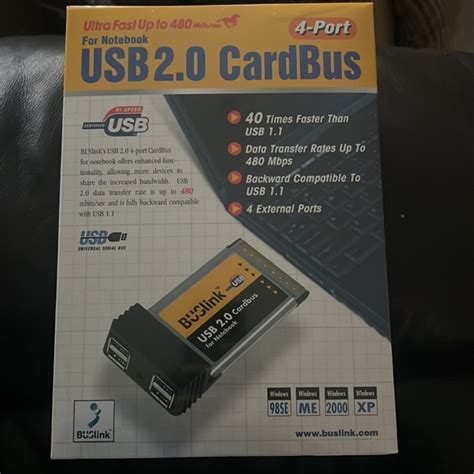 Ultra Fast Up to 480 Mbits/sec
4-Port
For Notebook
USB 2.0 CardBus
HI-SPEED
CERTIFIED
USB
BUSlink's USB 2.0 4-port CardBus
for notebook offers enhanced func-
tionality, allowing more devices to
share the increased bandwidth. USB
2.0 data transfer rate is up to 480
mbits/sec and is fully backward compatible
with USB 1.1
40 Times Faster Than
USB 1.1
Data Transfer Rates Up To
480 Mbps
Backward Compatible To
USB 1.1
4 External Ports
USB
UNIVERSAL SERIAL BUS
BUSlink
USB
USB 2.0 Cardbus
for Notebook
BUSlink
Windows 98SE
Windows ME
Windows 2000
Windows XP
www.buslink.com